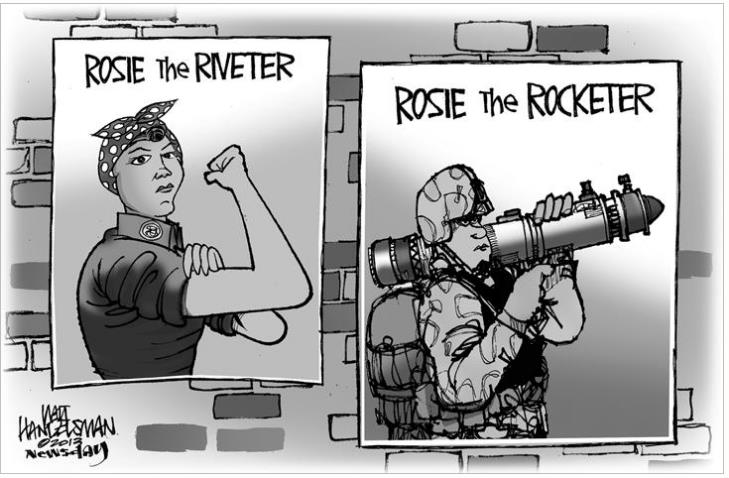 ROSIE The RIVETER
ROSIE The ROCKETER
WALT
HANDELSMAN
©2013
Newsday